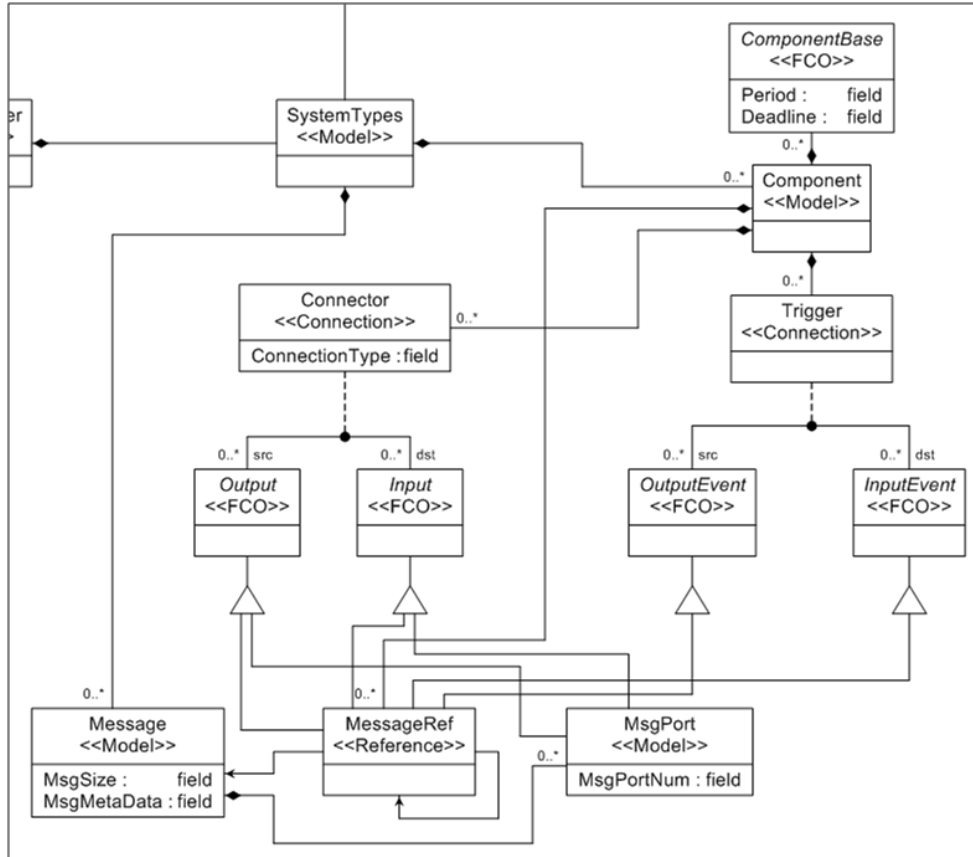 ComponentBase
<<FCO>>
Period : field
Deadline : field
er
>
SystemTypes
<<Model>>
0..*
0..*
Component
<<Model>>
0..*
Connector
<<Connection>>
ConnectionType : field
0..*
Trigger
<<Connection>>
0..* src
0..* dst
0..* src
0..* dst
Output
<<FCO>>
Input
<<FCO>>
OutputEvent
<<FCO>>
InputEvent
<<FCO>>
0..*
0..*
Message
<<Model>>
MsgSize : field
MsgMetaData : field
MessageRef
<<Reference>>
0..*
MsgPort
<<Model>>
MsgPortNum : field